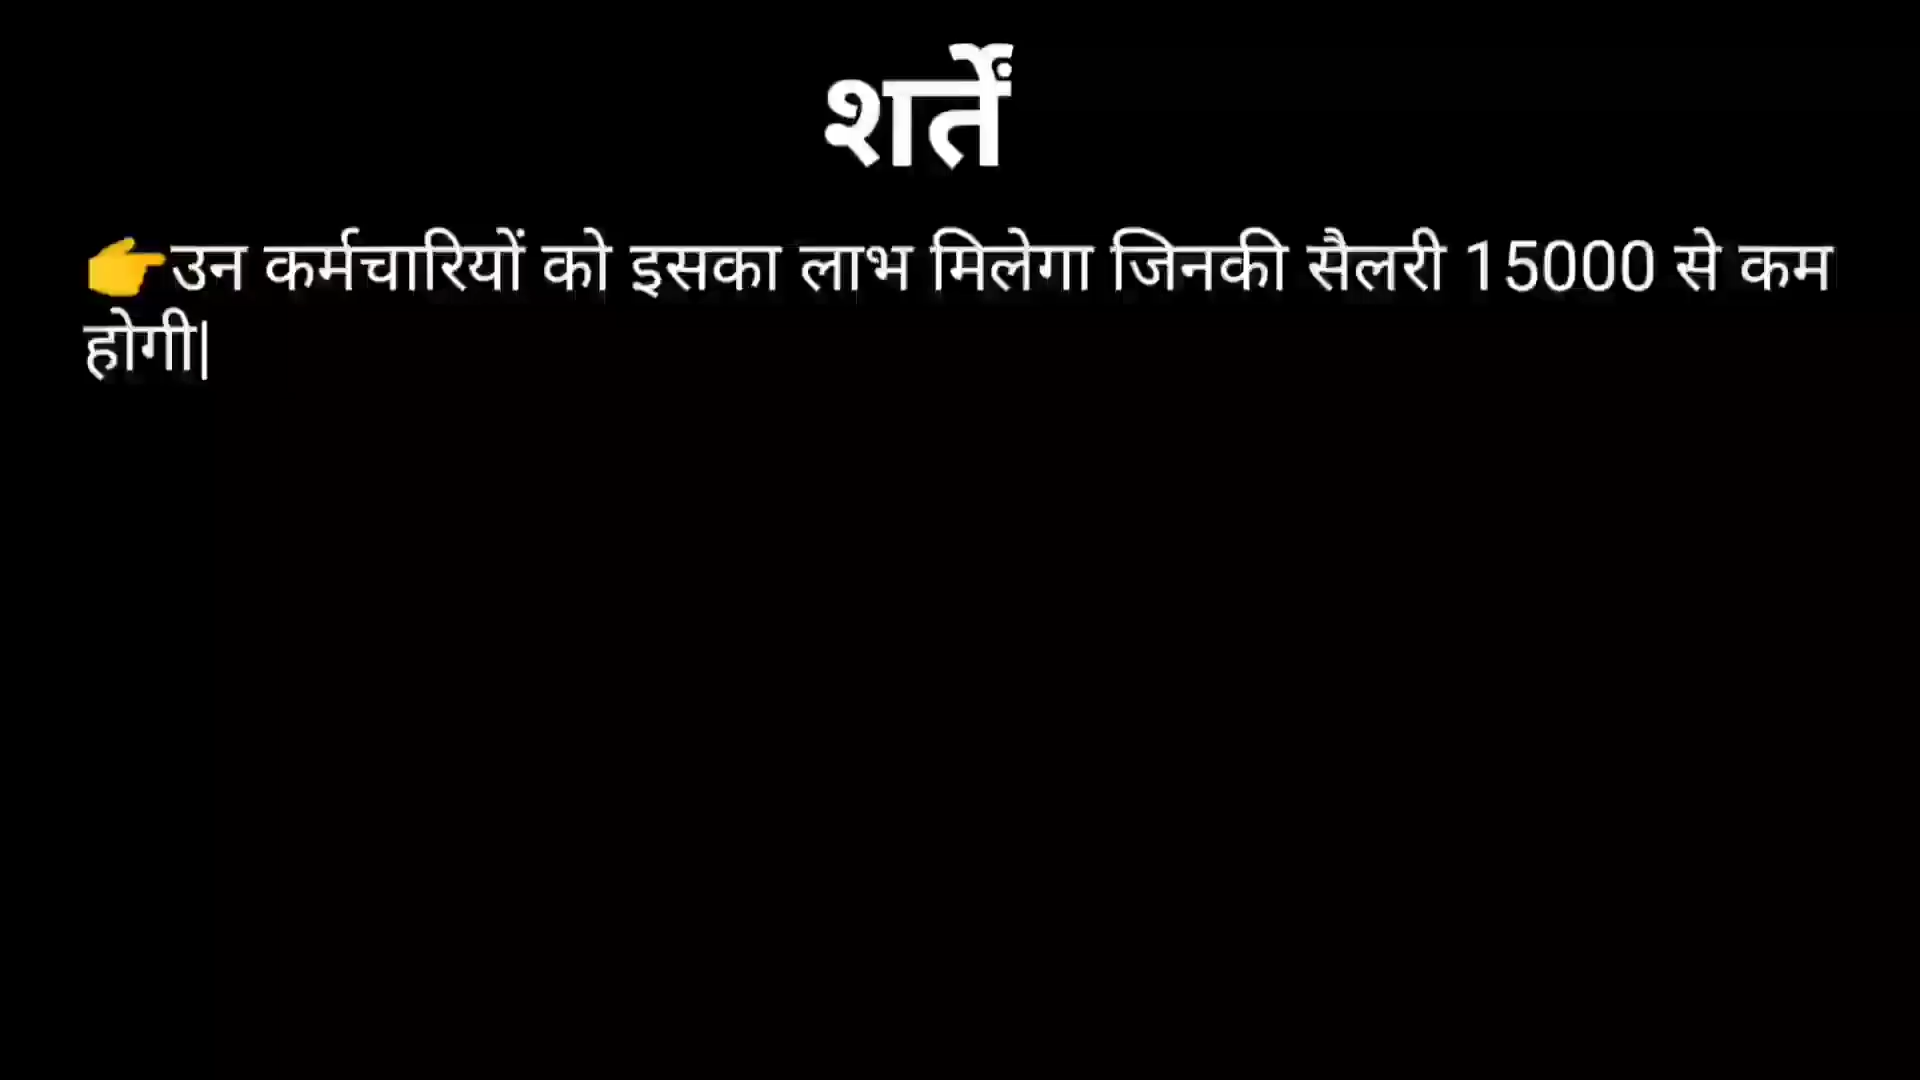 शर्तें
👉उन कर्मचारियों को इसका लाभ मिलेगा जिनकी सैलरी 15000 से कम
होगी|